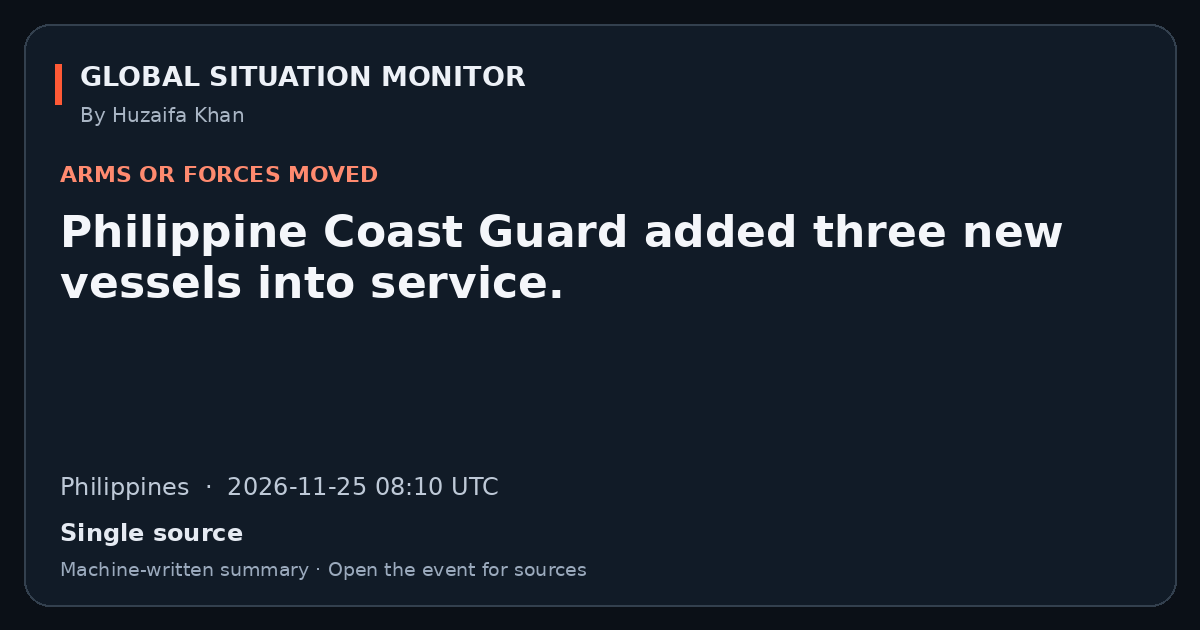 GLOBAL SITUATION MONITOR
By Huzaifa Khan
ARMS OR FORCES MOVED
Philippine Coast Guard added three new
vessels into service.
Philippines · 2026-11-25 08:10 UTC
Single source
Machine-written summary · Open the event for sources